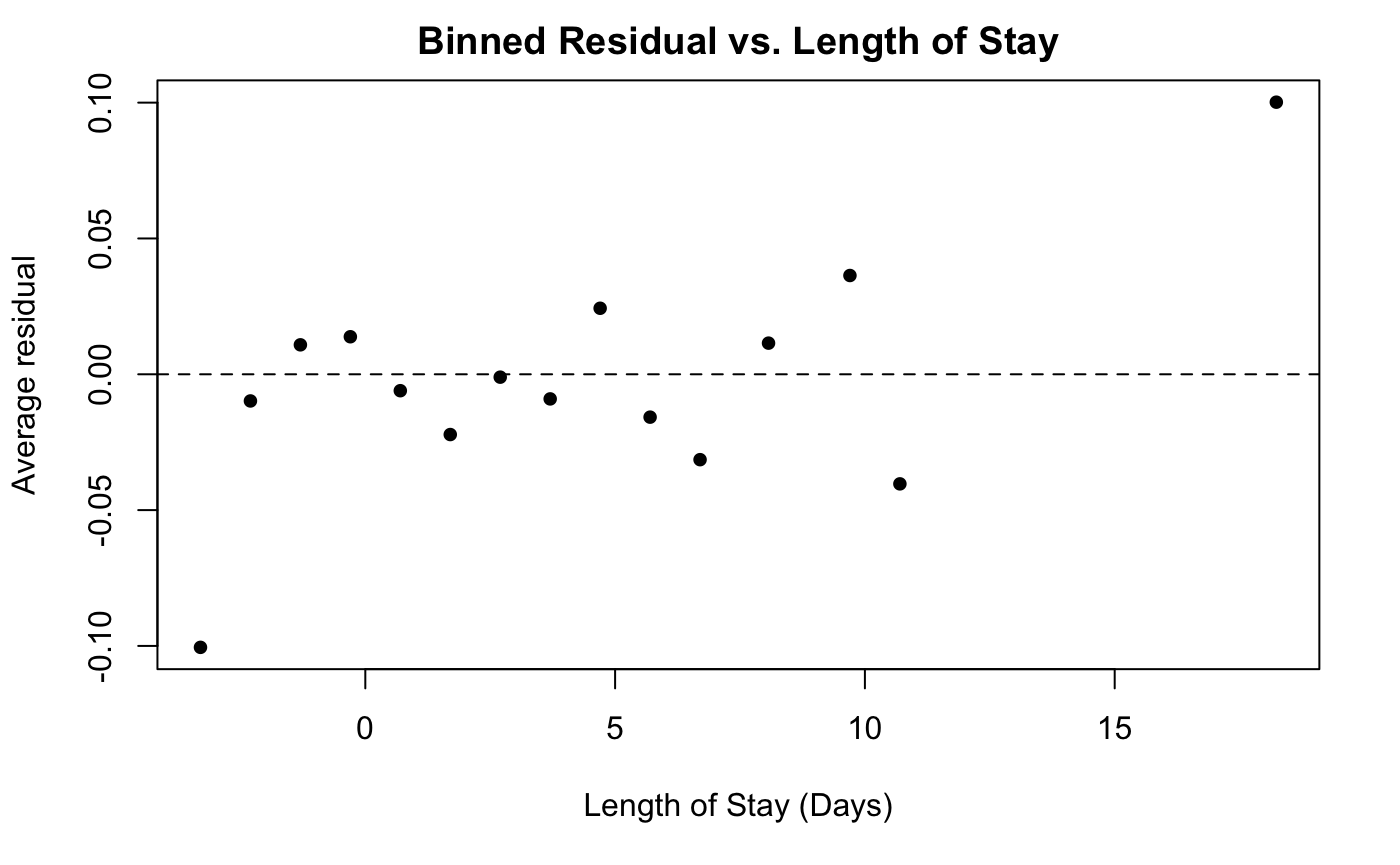 Binned Residual vs. Length of Stay
Average residual
0.10
0.05
0.00
-0.05
-0.10
0 5 10 15
Length of Stay (Days)